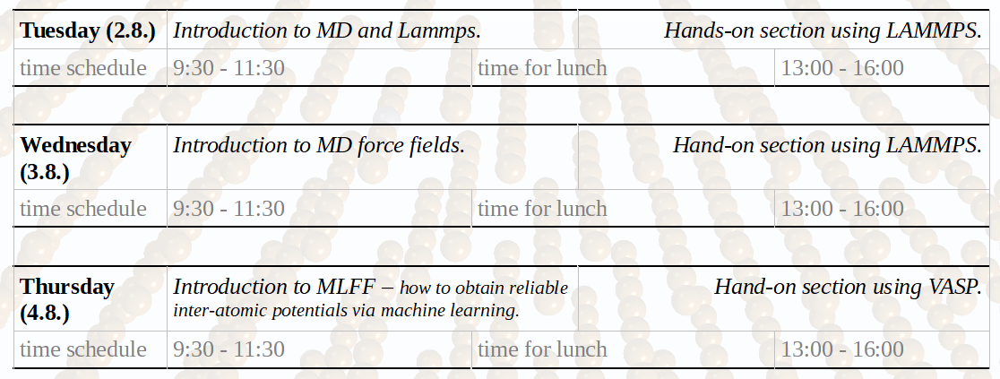 Tuesday (2.8.) Introduction to MD and Lammps. Hands-on section using LAMMPS.
time schedule 9:30 - 11:30 time for lunch 13:00 - 16:00
Wednesday Introduction to MD force fields. Hand-on section using LAMMPS.
(3.8.)
time schedule 9:30 - 11:30 time for lunch 13:00 - 16:00
Thursday Introduction to MLFF – how to obtain reliable Hand-on section using VASP.
(4.8.) inter-atomic potentials via machine learning.
time schedule 9:30 - 11:30 time for lunch 13:00 - 16:00